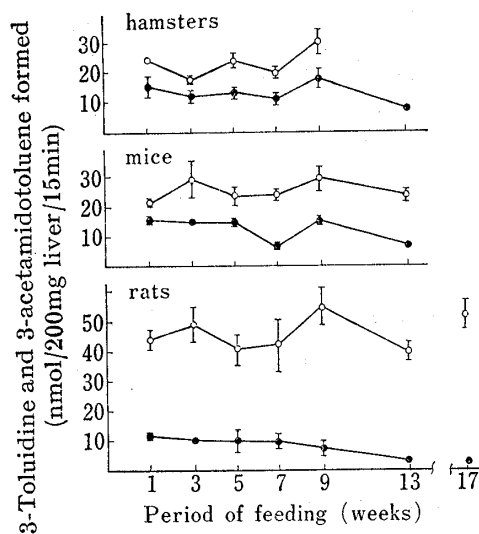 3-Toluidine and 3-acetamidotoluene formed
(nmol/200mg liver/15min)
hamsters
30
20
10
mice
30
20
10
rats
50
40
30
20
10
1 3 5 7 9 13 17
Period of feeding (weeks)